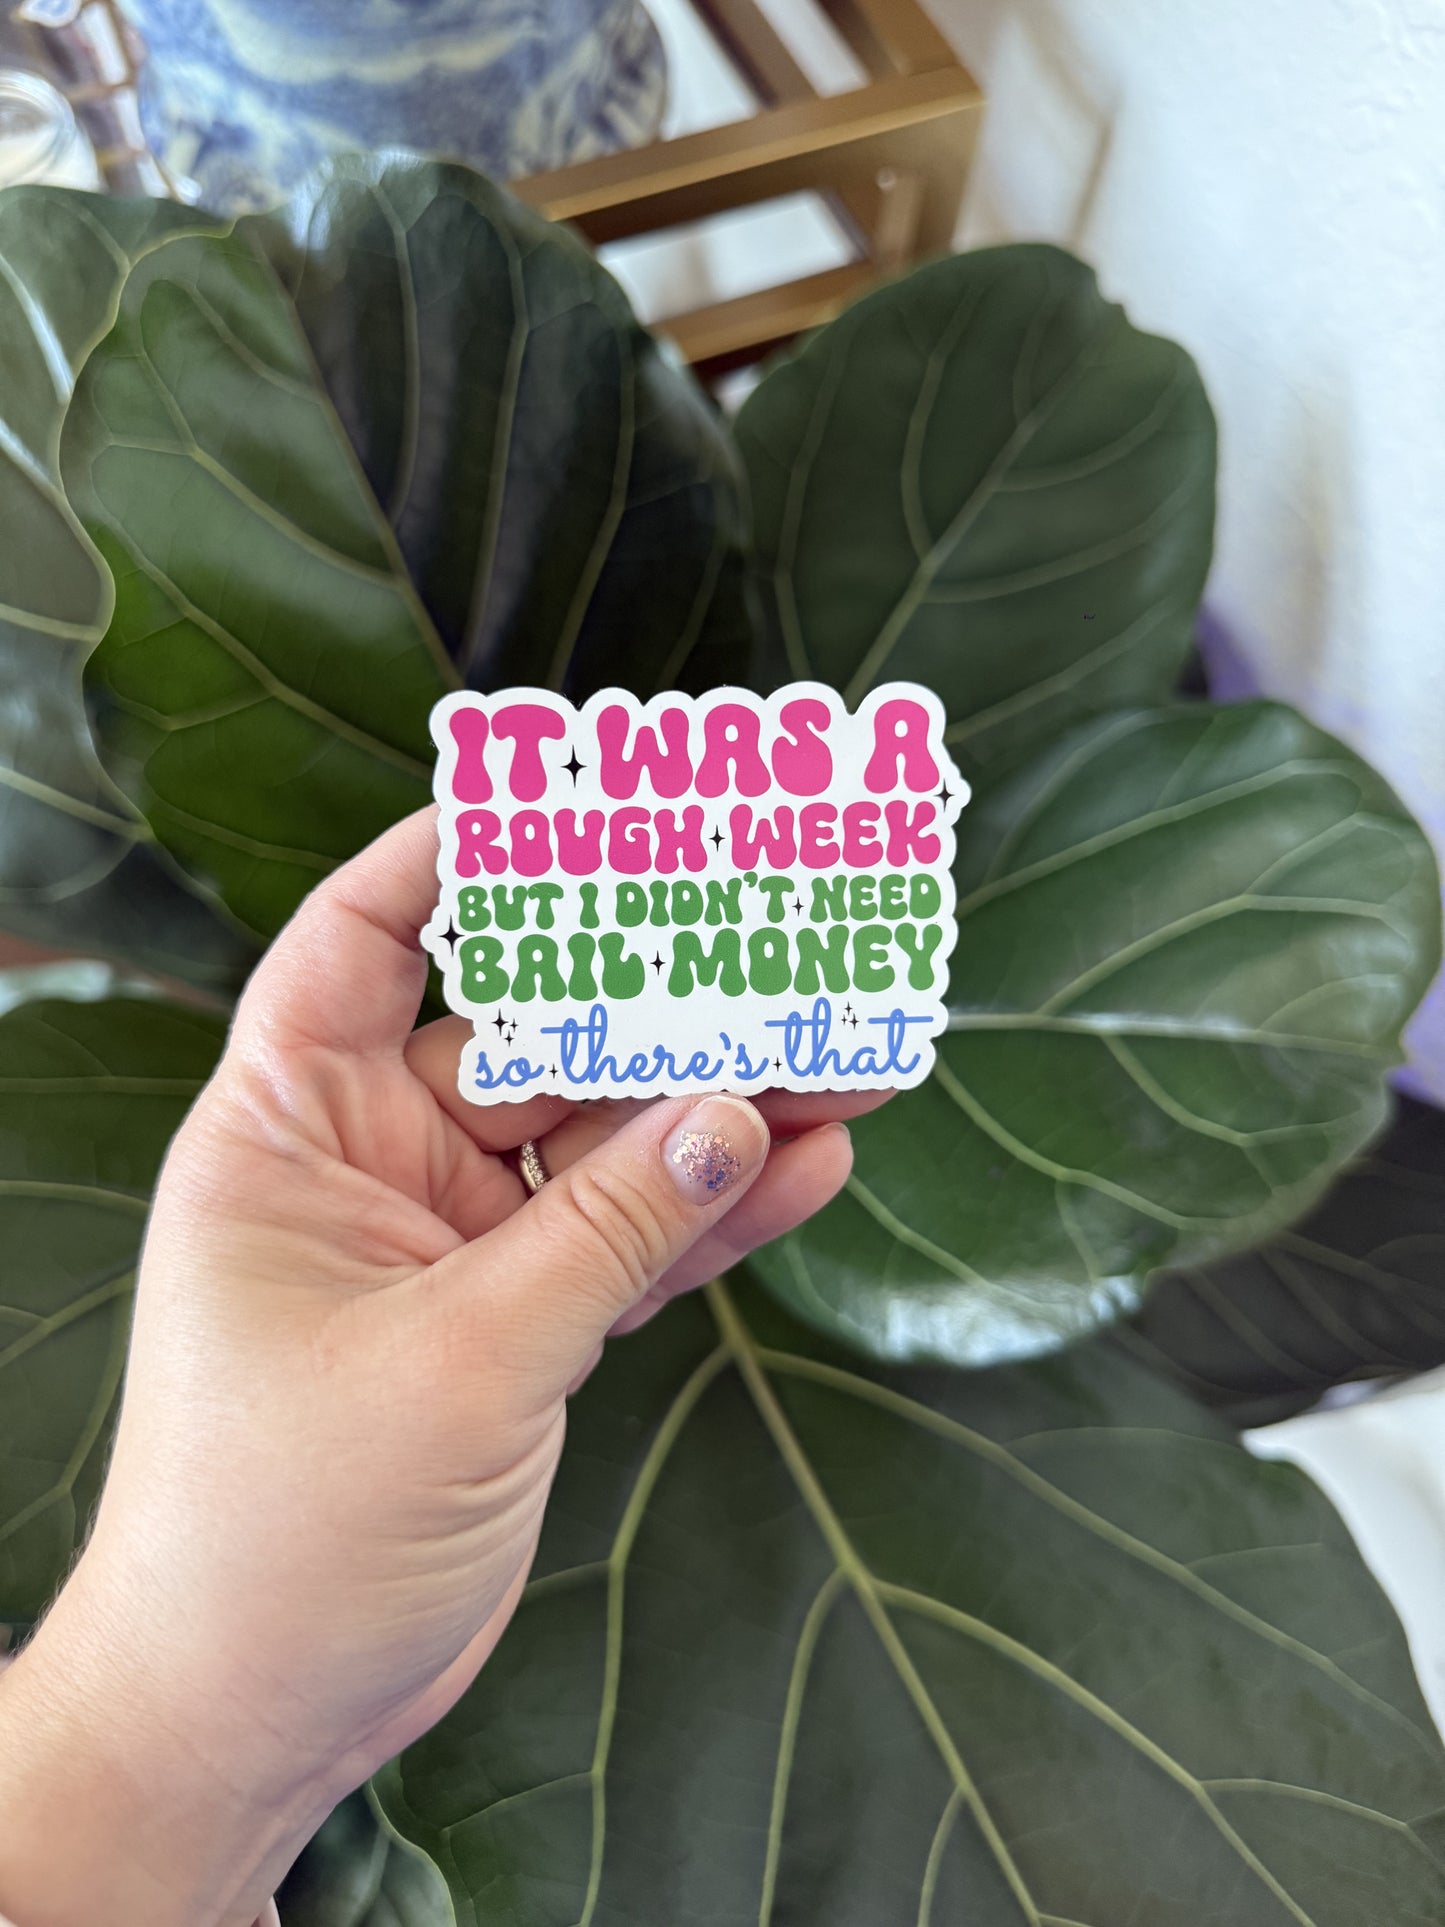 IT WAS A
ROUGH WEEK
BUT I DIDN'T NEED
BAIL MONEY
so there's that